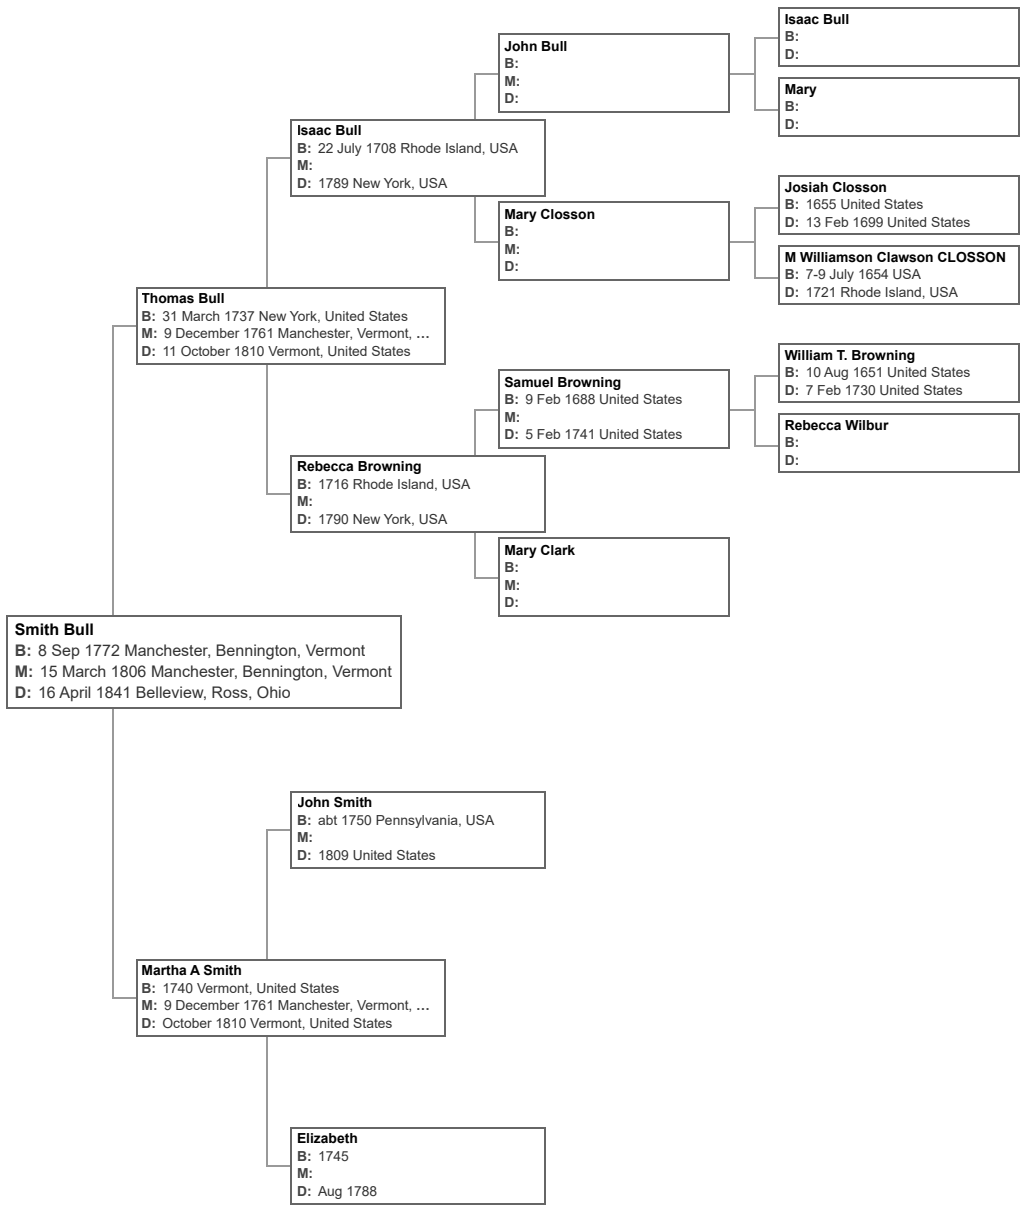 Isaac Bull
B:
D:
John Bull
B:
M:
D:
Mary
B:
D:
Isaac Bull
B: 22 July 1708 Rhode Island, USA
M:
D: 1789 New York, USA
Josiah Closson
B: 1655 United States
D: 13 Feb 1699 United States
Mary Closson
B:
M:
D:
M Williamson Clawson CLOSSON
B: 7-9 July 1654 USA
D: 1721 Rhode Island, USA
Thomas Bull
B: 31 March 1737 New York, United States
M: 9 December 1761 Manchester, Vermont, ...
D: 11 October 1810 Vermont, United States
William T. Browning
B: 10 Aug 1651 United States
D: 7 Feb 1730 United States
Samuel Browning
B: 9 Feb 1688 United States
M:
D: 5 Feb 1741 United States
Rebecca Wilbur
B:
D:
Rebecca Browning
B: 1716 Rhode Island, USA
M:
D: 1790 New York, USA
Mary Clark
B:
M:
D:
Smith Bull
B: 8 Sep 1772 Manchester, Bennington, Vermont
M: 15 March 1806 Manchester, Bennington, Vermont
D: 16 April 1841 Belleview, Ross, Ohio
John Smith
B: abt 1750 Pennsylvania, USA
M:
D: 1809 United States
Martha A Smith
B: 1740 Vermont, United States
M: 9 December 1761 Manchester, Vermont, ...
D: October 1810 Vermont, United States
Elizabeth
B: 1745
M:
D: Aug 1788